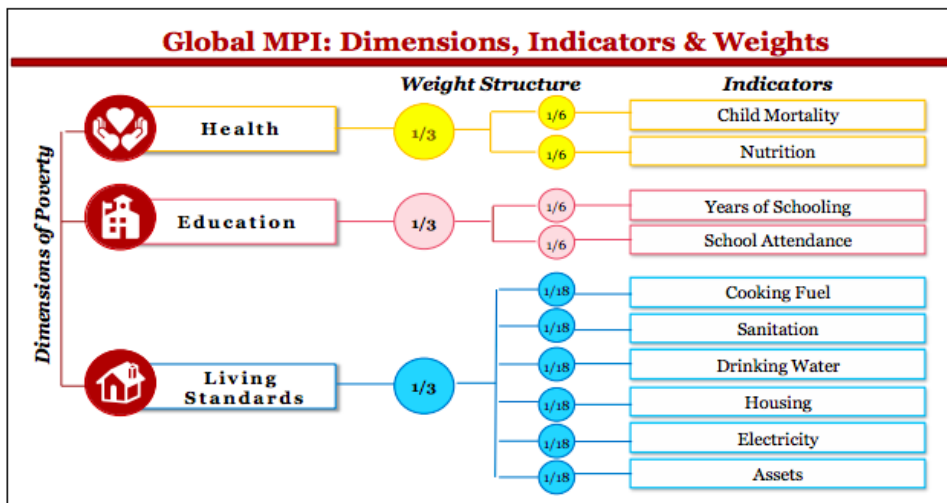 Global MPI: Dimensions, Indicators & Weights
Weight Structure
Indicators
Dimensions of Poverty
Health
1/3
1/6
Child Mortality
1/6
Nutrition
Education
1/3
1/6
Years of Schooling
1/6
School Attendance
Living
Standards
1/3
1/18
Cooking Fuel
1/18
Sanitation
1/18
Drinking Water
1/18
Housing
1/18
Electricity
1/18
Assets